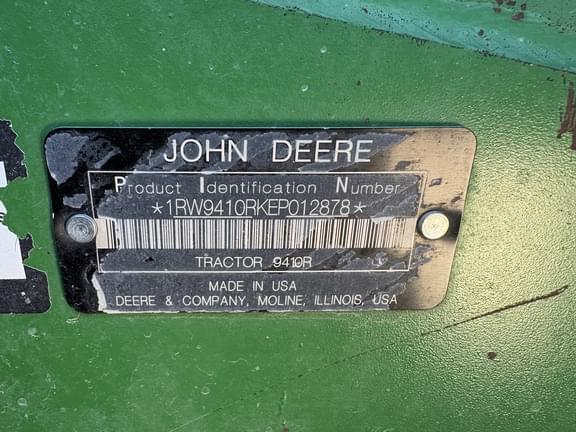 JOHN DEERE
Product Identification Number
*1RW9410RKEP012878*
TRACTOR 9410R
MADE IN USA
DEERE & COMPANY, MOLINE, ILLINOIS, USA